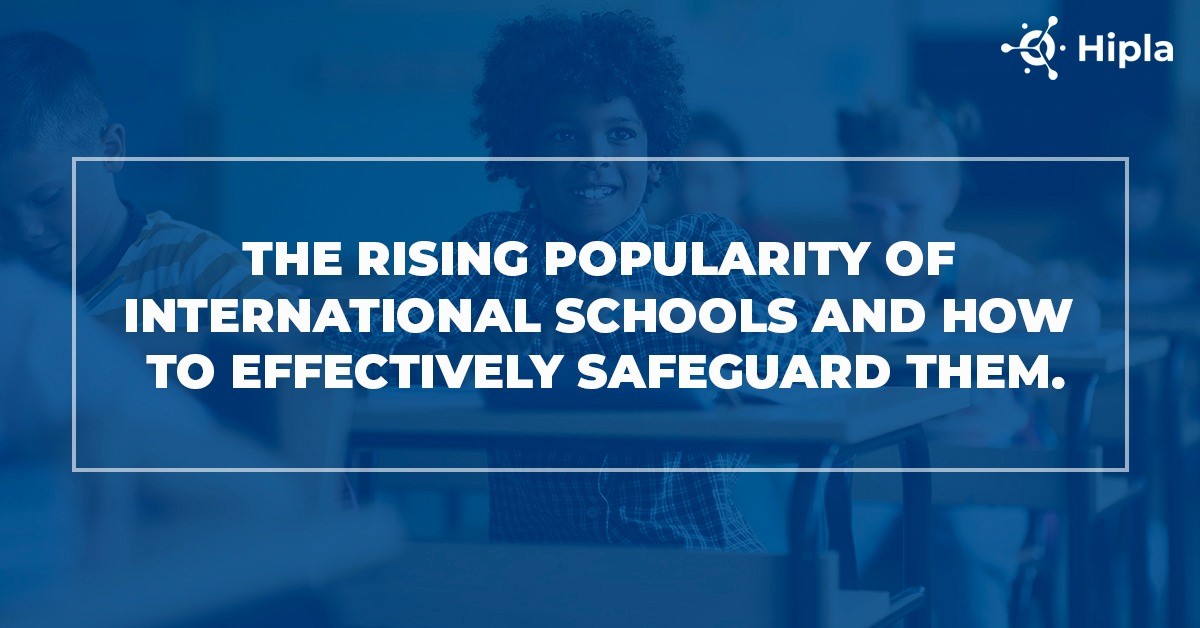 Hipla
THE RISING POPULARITY OF
INTERNATIONAL SCHOOLS AND HOW
TO EFFECTIVELY SAFEGUARD THEM.